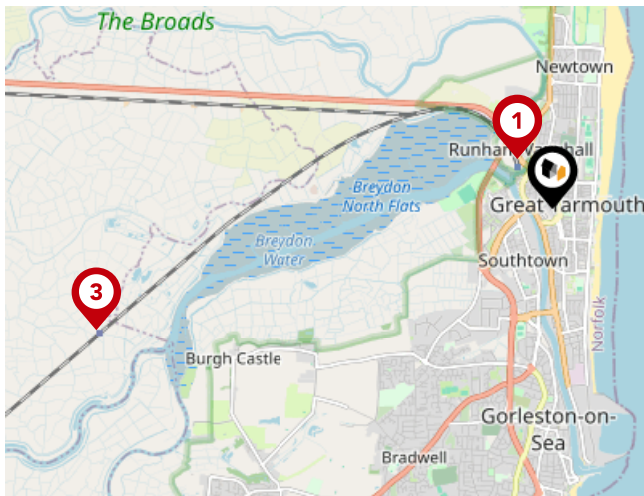 The Broads
Newtown
1
Runham Vauxhall
Breydon
North Flats
Great Yarmouth
Breydon
Water
Southtown
3
Norfolk
Burgh Castle
Gorleston-on-
Sea
Bradwell